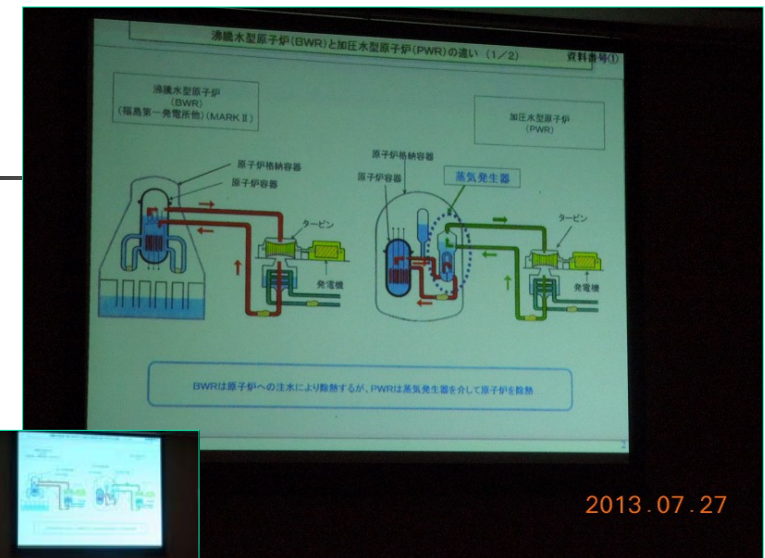 沸騰水型原子炉(BWR)と加圧水型原子炉(PWR)の違い (1/2)
資料番号①
沸騰水型原子炉
(BWR)
(福島第一発電所他)(MARKⅡ)
加圧水型原子炉
(PWR)
原子炉格納容器
原子炉容器
タービン
発電機
原子炉格納容器
原子炉容器
蒸気発生器
タービン
発電機
BWRは原子炉への注水により除熱するが、PWRは蒸気発生器を介して原子炉を除熱
2
2013.07.27